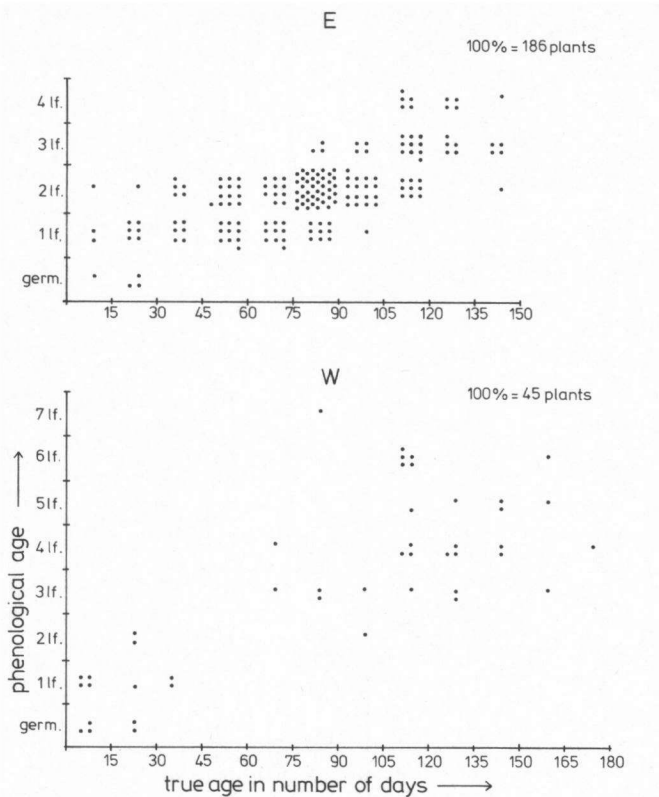 E
100% = 186 plants
4 lf.
3 lf.
2 lf.
1 lf.
germ.
15 30 45 60 75 90 105 120 135 150
W
100% = 45 plants
7 lf.
6 lf.
5 lf.
4 lf.
3 lf.
2 lf.
1 lf.
germ.
phenological age
15 30 45 60 75 90 105 120 135 150 165 180
true age in number of days